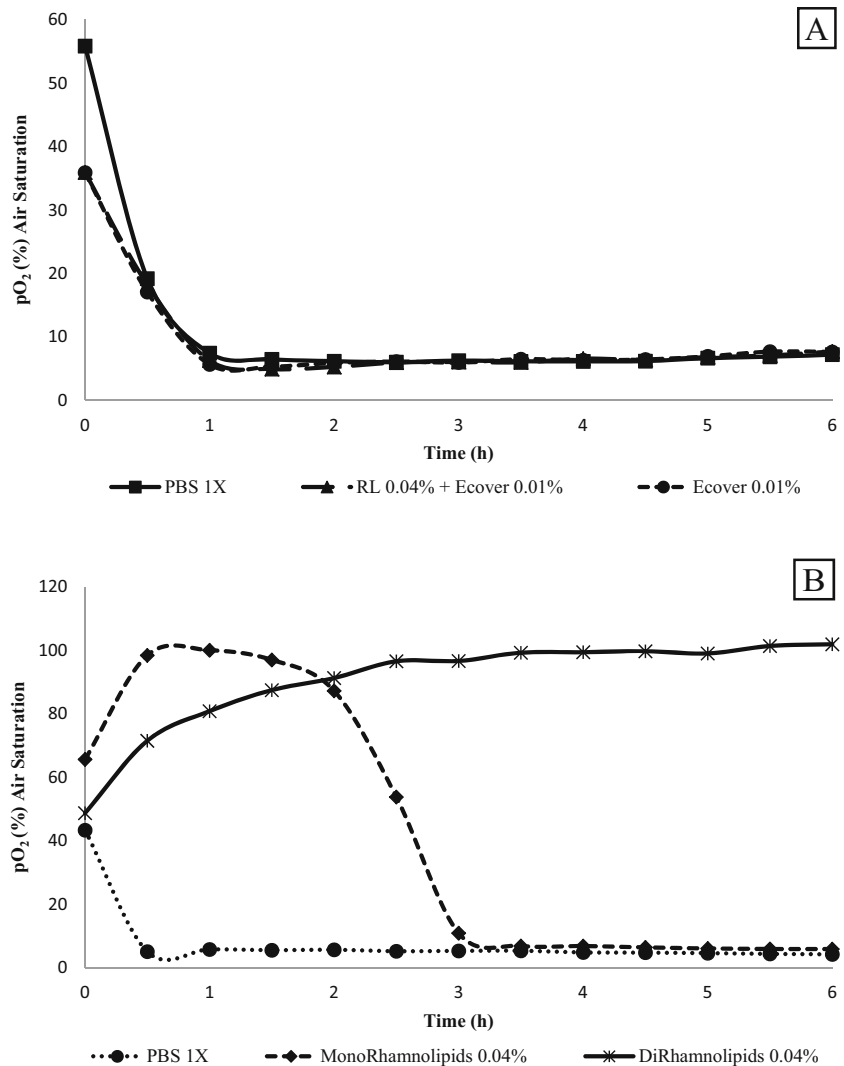 A
60
50
40
30
20
10
0
pO₂ (%) Air Saturation
0 1 2 3 4 5 6
Time (h)
PBS 1X RL 0.04% + Ecover 0.01% Ecover 0.01%
B
120
100
80
60
40
20
0
pO₂ (%) Air Saturation
0 1 2 3 4 5 6
Time (h)
PBS 1X MonoRhamnolipids 0.04% DiRhamnolipids 0.04%